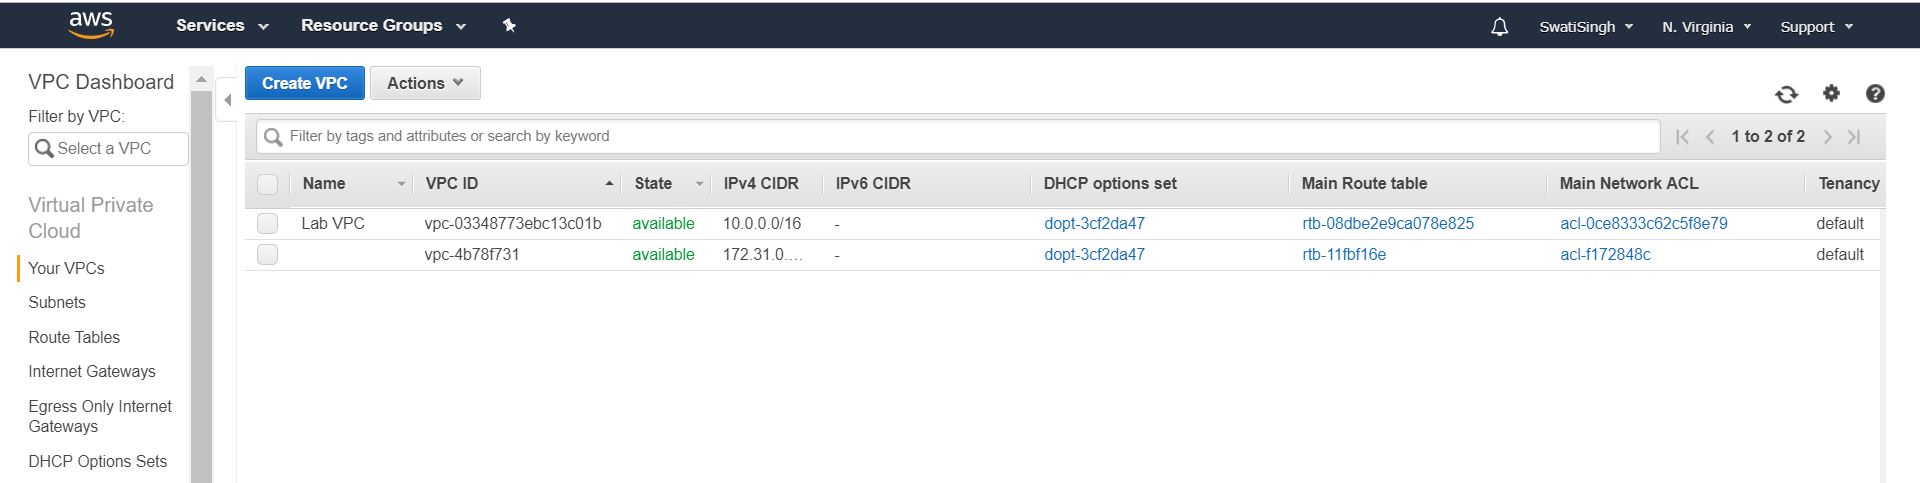 aws Services Resource Groups SwatiSingh N. Virginia Support
VPC Dashboard
Filter by VPC:
Select a VPC
Virtual Private
Cloud
Your VPCs
Subnets
Route Tables
Internet Gateways
Egress Only Internet
Gateways
DHCP Options Sets
Create VPC Actions
Filter by tags and attributes or search by keyword 1 to 2 of 2
Name VPC ID State IPv4 CIDR IPv6 CIDR DHCP options set Main Route table Main Network ACL Tenancy
Lab VPC vpc-03348773ebc13c01b available 10.0.0.0/16 - dopt-3cf2da47 rtb-08dbe2e9ca078e825 acl-0ce8333c62c5f8e79 default
vpc-4b78f731 available 172.31.0.... - dopt-3cf2da47 rtb-11fbf16e acl-f172848c default